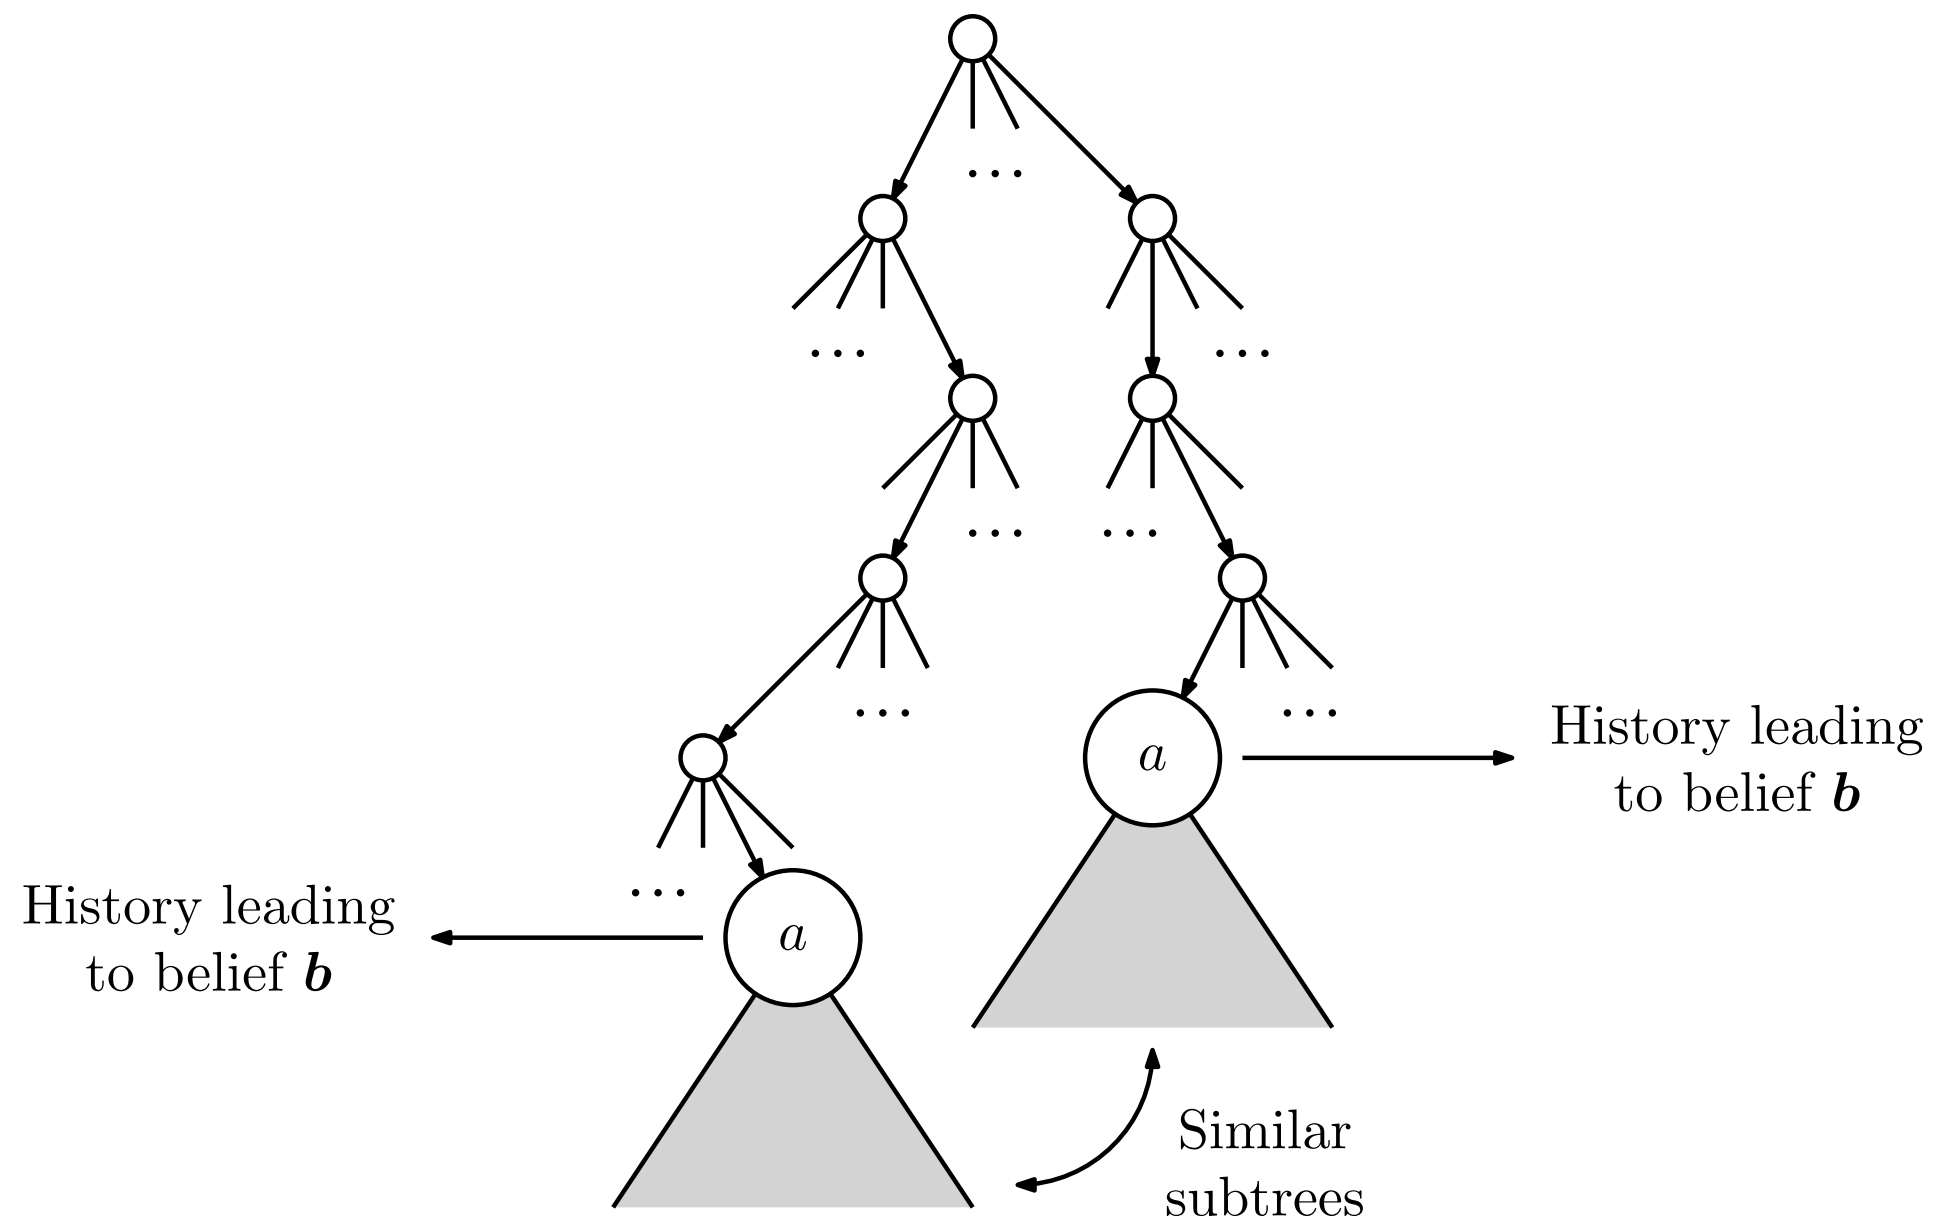 ...
...
...
...
...
...
...
a
History leading
to belief b
...
a
History leading
to belief b
Similar
subtrees